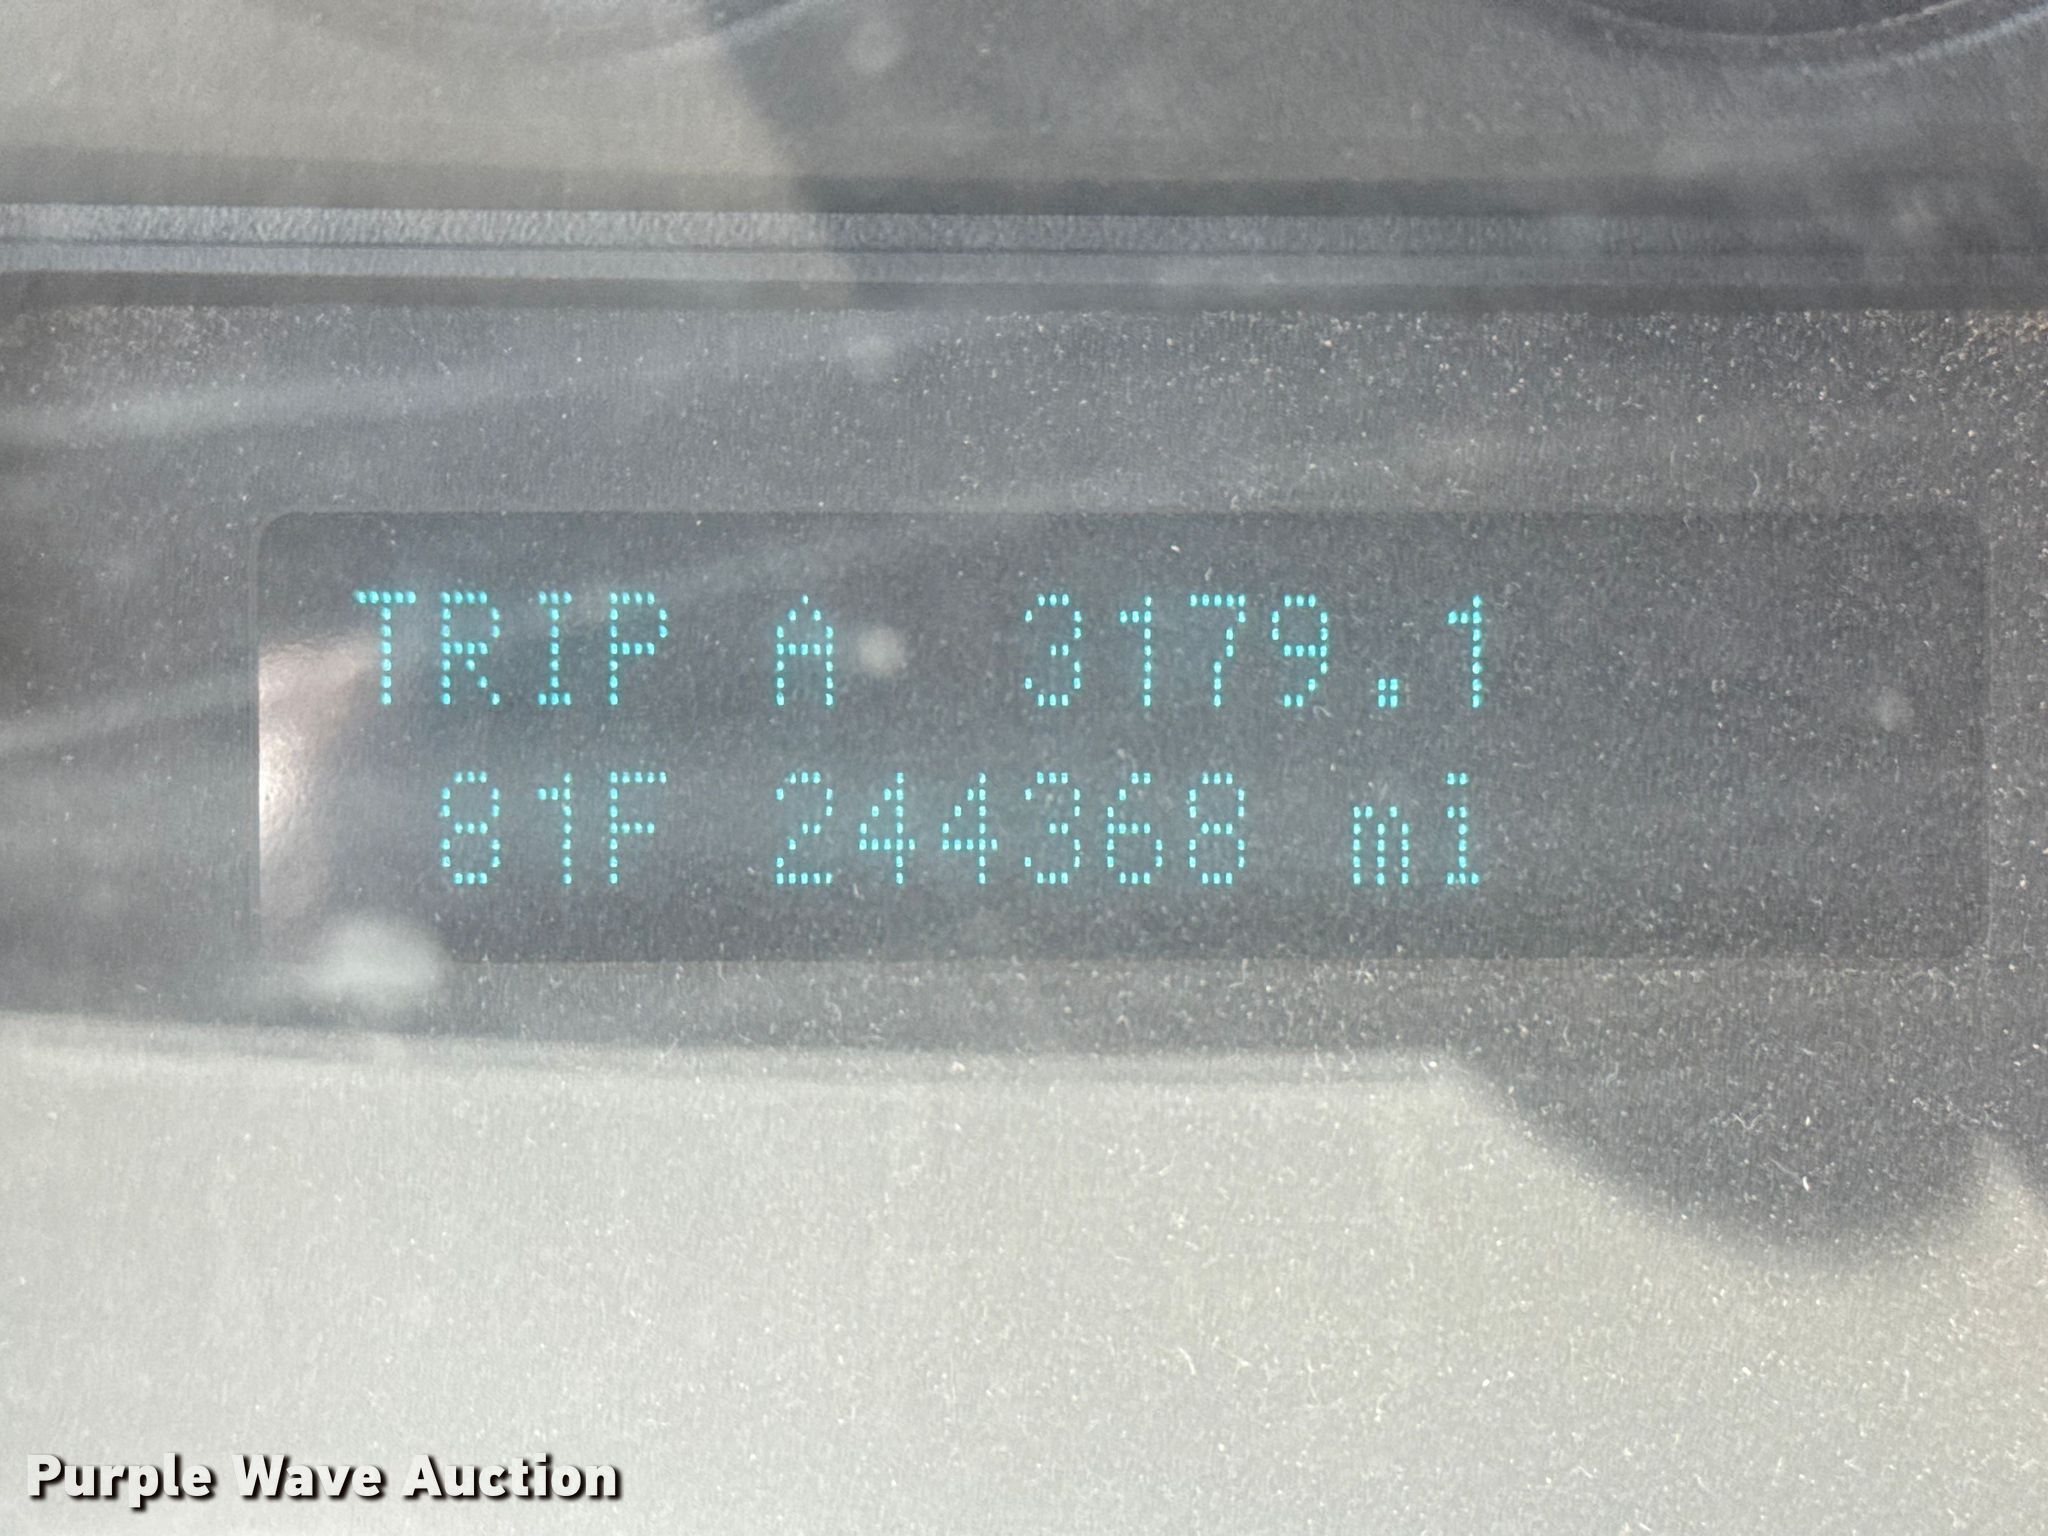 TRIP A 3179.1
81F 244368 mi
Purple Wave Auction